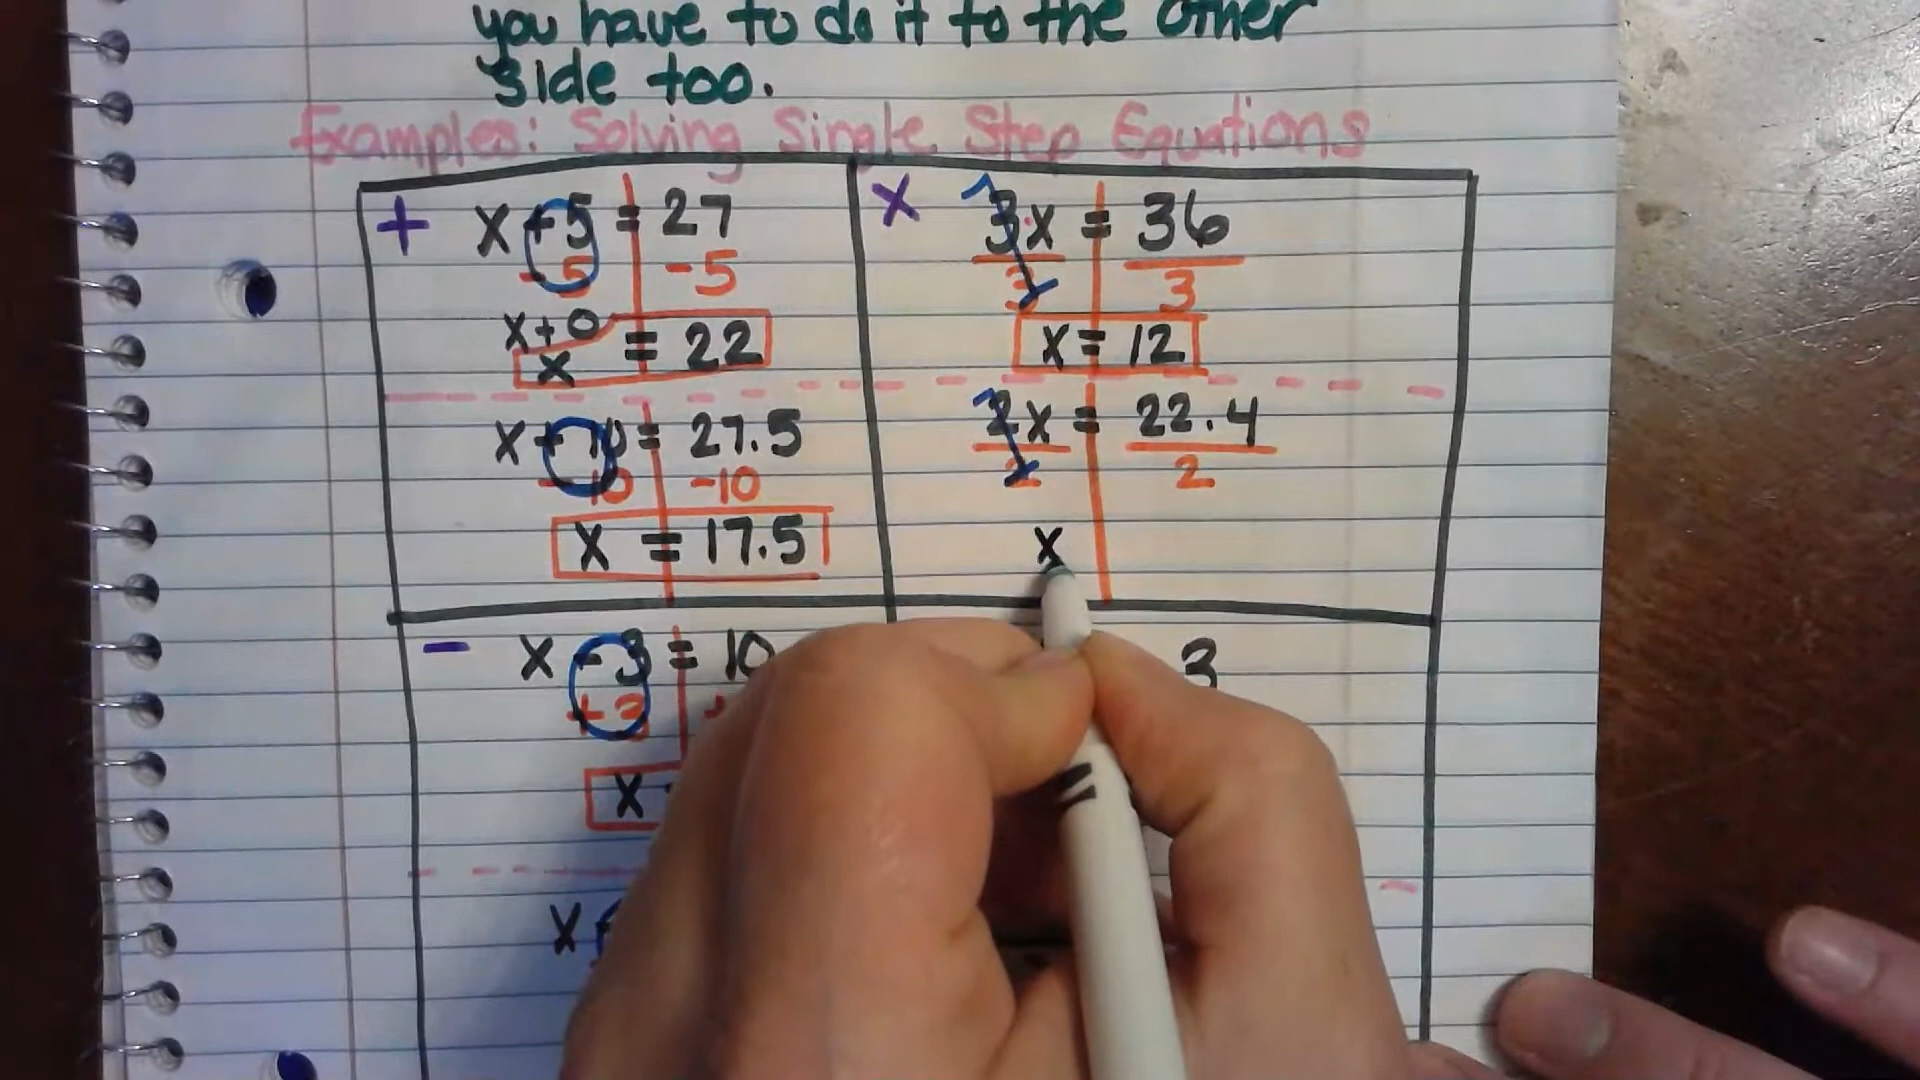 you have to do it to the other
side too.
Examples: Solving Single Step Equations
+ x +5 = 27
-5 -5
x+0
x = 22
x + 10 = 27.5
-10 -10
x = 17.5
x 3x = 36
3 3
x = 12
2x = 22.4
2 2
x
- x - 3 = 10
+3
x
3
x